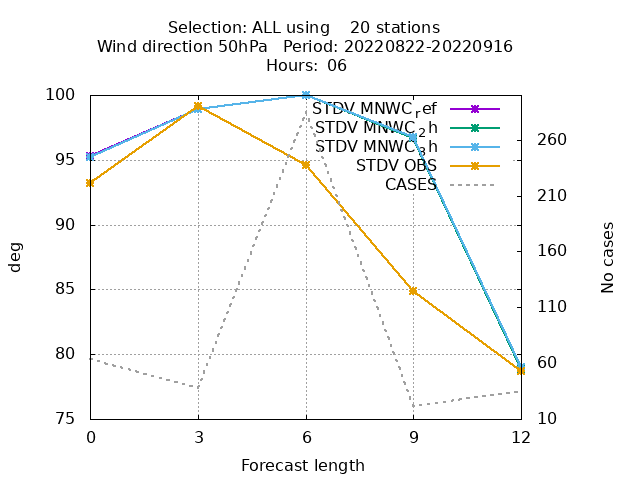 Selection: ALL using    20 stations
Wind direction 50hPa   Period: 20220822-20220916
Hours: 06
STDV MNWC_ref
STDV MNWC_2h
STDV MNWC_3h
STDV OBS
CASES
100
95
90
85
80
75
deg
260
210
160
110
60
10
No cases
0 3 6 9 12
Forecast length